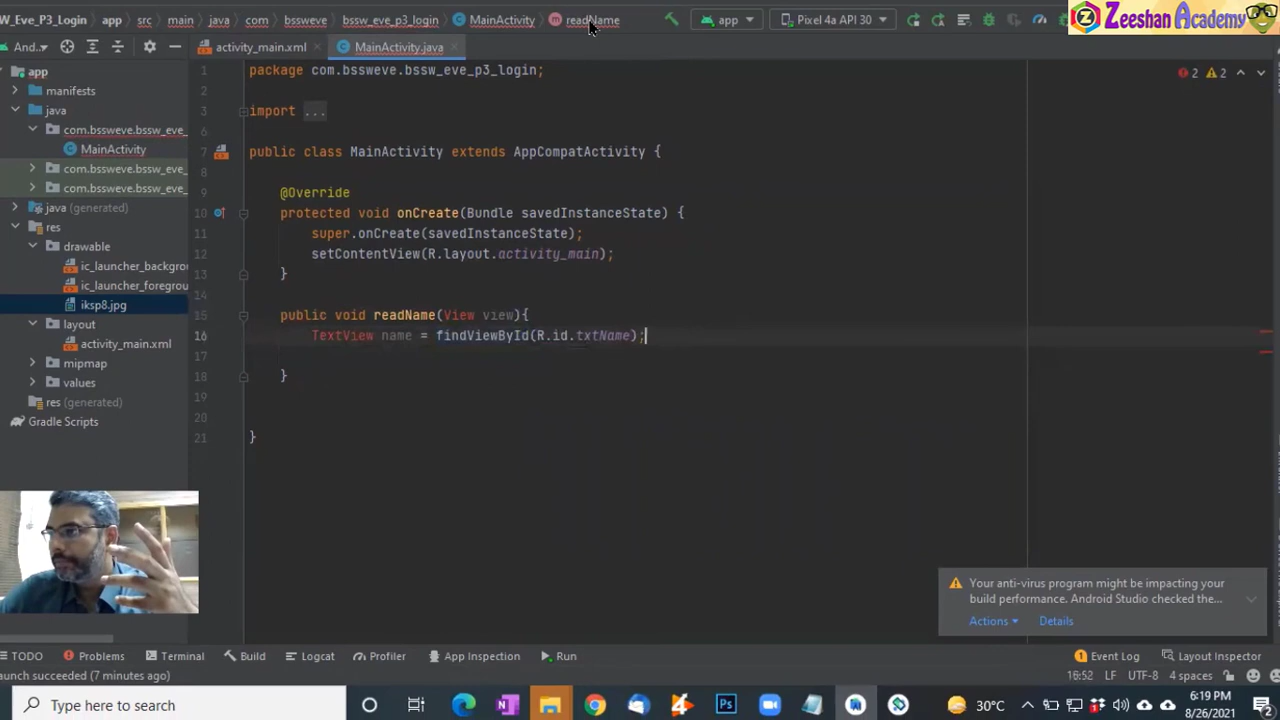 W_Eve_P3_Login app src main java com bssweve bssw_eve_p3_login MainActivity readName app Pixel 4a API 30
Zeeshan Academy
And.. activity_main.xml MainActivity.java
app
manifests
java
com.bssweve.bssw_eve_
MainActivity
com.bssweve.bssw_eve_
com.bssweve.bssw_eve_
java (generated)
res
drawable
ic_launcher_backgro
ic_launcher_foregrou
iksp8.jpg
layout
activity_main.xml
mipmap
values
res (generated)
Gradle Scripts
2 2
1 package com.bssweve.bssw_eve_p3_login;
2
3 import ...
6
7 public class MainActivity extends AppCompatActivity {
8
9 @Override
10 protected void onCreate(Bundle savedInstanceState) {
11 super.onCreate(savedInstanceState);
12 setContentView(R.layout.activity_main);
13 }
14
15 public void readName(View view){
16 TextView name = findViewById(R.id.txtName);
17
18 }
19
20
21 }
Your anti-virus program might be impacting your
build performance. Android Studio checked the...
Actions Details
TODO Problems Terminal Build Logcat Profiler App Inspection Run 1 Event Log Layout Inspector
launch succeeded (7 minutes ago) 16:52 LF UTF-8 4 spaces
Type here to search 30°C 6:19 PM
8/26/2021